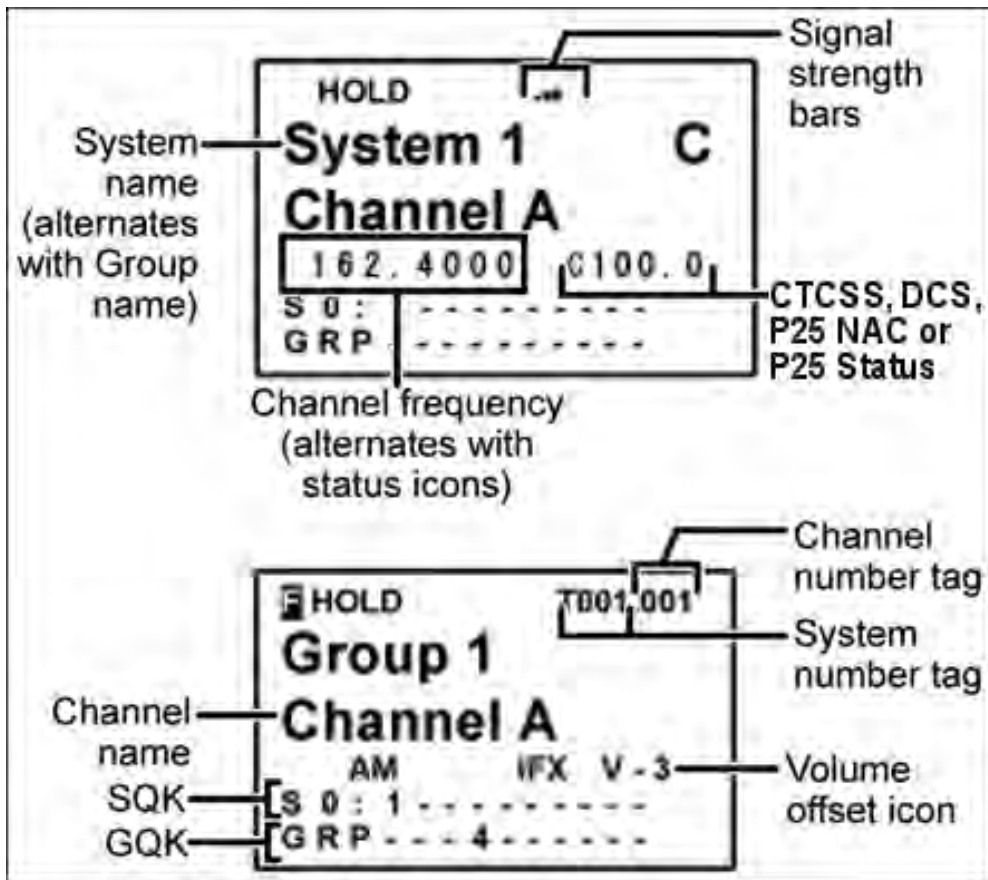 Signal
strength
bars
HOLD
System
name
(alternates
with Group
name)
System 1 C
Channel A
162.4000 C100.0
S0: - - - - - - - - -
GRP - - - - - - - - -
CTCSS, DCS,
P25 NAC or
P25 Status
Channel frequency
(alternates with
status icons)
Channel
number tag
F HOLD T001.001
System
number tag
Group 1
Channel
name
Channel A
AM IFX V-3
Volume
offset icon
SQK
S0:1 - - - - - - - - -
GQK
GRP - - - 4 - - - - - -